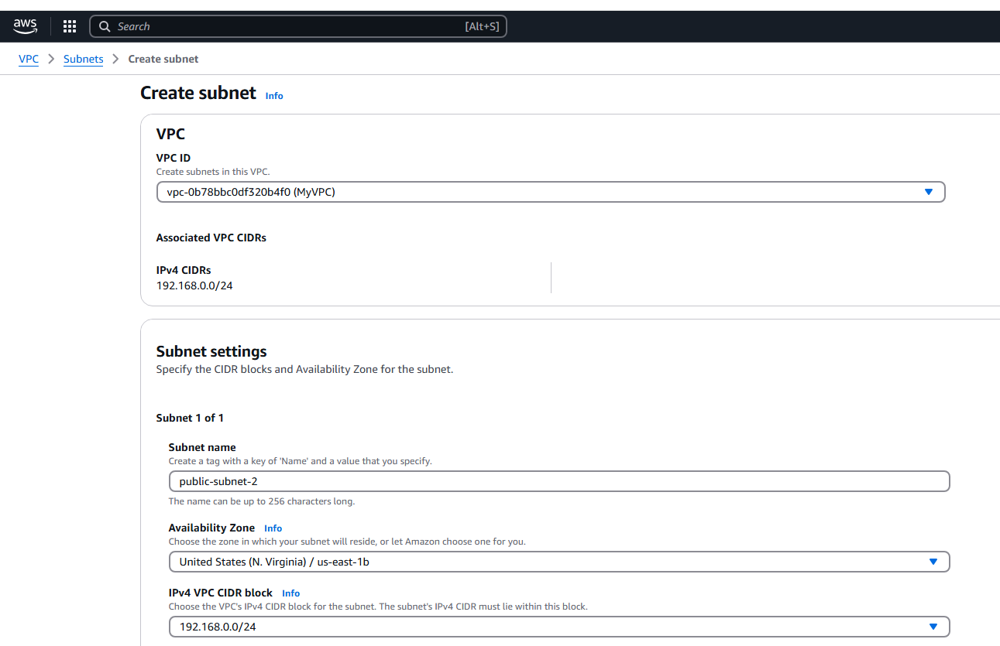 aws
Search [Alt+S]
VPC > Subnets > Create subnet
Create subnet Info
VPC
VPC ID
Create subnets in this VPC.
vpc-0b78bbc0df320b4f0 (MyVPC)
Associated VPC CIDRs
IPv4 CIDRs
192.168.0.0/24
Subnet settings
Specify the CIDR blocks and Availability Zone for the subnet.
Subnet 1 of 1
Subnet name
Create a tag with a key of 'Name' and a value that you specify.
public-subnet-2
The name can be up to 256 characters long.
Availability Zone Info
Choose the zone in which your subnet will reside, or let Amazon choose one for you.
United States (N. Virginia) / us-east-1b
IPv4 VPC CIDR block Info
Choose the VPC's IPv4 CIDR block for the subnet. The subnet's IPv4 CIDR must lie within this block.
192.168.0.0/24